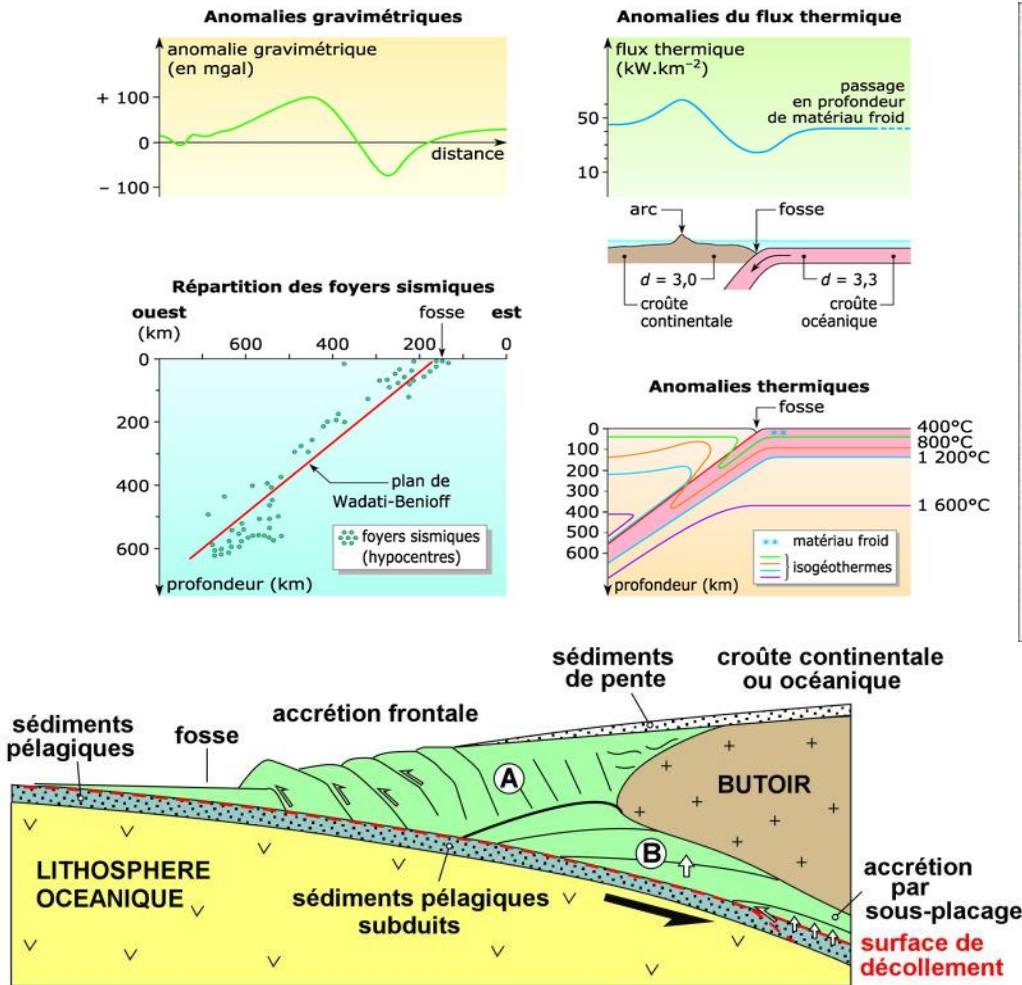 Anomalies gravimétriques
anomalie gravimétrique
(en mgal)
+ 100
0
– 100
distance
Anomalies du flux thermique
flux thermique
(kW.km⁻²)
50
10
passage
en profondeur
de matériau froid
arc
fosse
d = 3,0
d = 3,3
croûte
continentale
croûte
océanique
Répartition des foyers sismiques
ouest
(km)
fosse
est
600 400 200 0
0
200
400
600
plan de
Wadati-Benioff
foyers sismiques
(hypocentres)
profondeur (km)
Anomalies thermiques
fosse
0
100
200
300
400
500
600
400°C
800°C
1 200°C
1 600°C
** matériau froid
isogéothermes
profondeur (km)
sédiments
de pente
croûte continentale
ou océanique
sédiments
pélagiques
fosse
accrétion frontale
A
BUTOIR
B
LITHOSPHERE
OCEANIQUE
sédiments pélagiques
subduits
accrétion
par
sous-placage
surface de
décollement